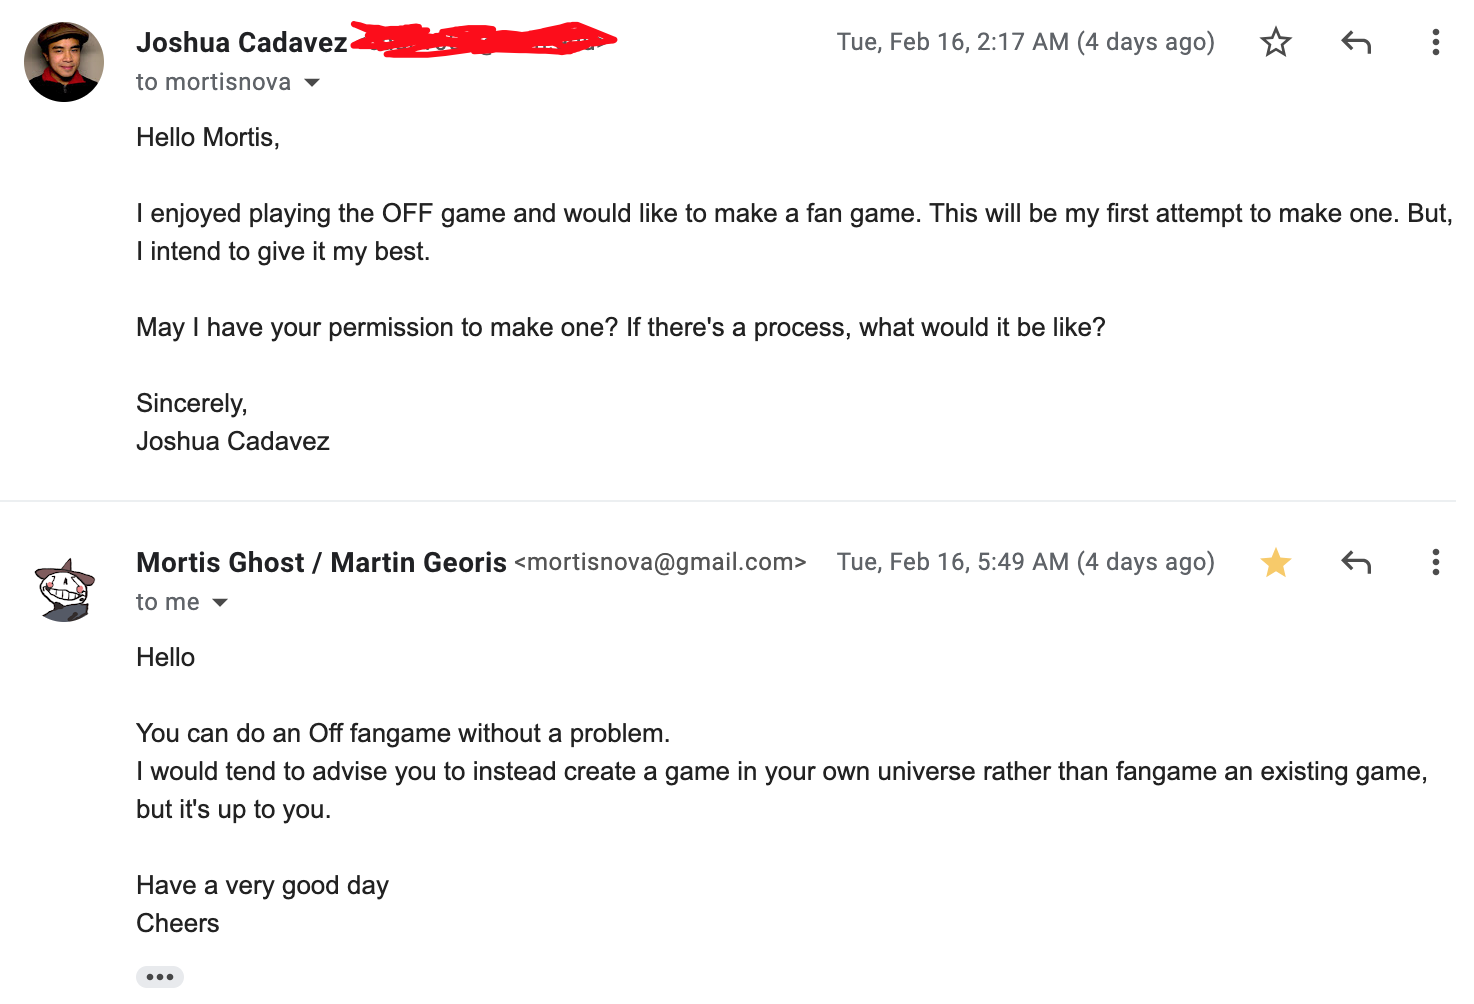 Joshua Cadavez
Tue, Feb 16, 2:17 AM (4 days ago)
to mortisnova
Hello Mortis,
I enjoyed playing the OFF game and would like to make a fan game. This will be my first attempt to make one. But,
I intend to give it my best.
May I have your permission to make one? If there's a process, what would it be like?
Sincerely,
Joshua Cadavez
Mortis Ghost / Martin Georis <mortisnova@gmail.com>
Tue, Feb 16, 5:49 AM (4 days ago)
to me
Hello
You can do an Off fangame without a problem.
I would tend to advise you to instead create a game in your own universe rather than fangame an existing game,
but it's up to you.
Have a very good day
Cheers